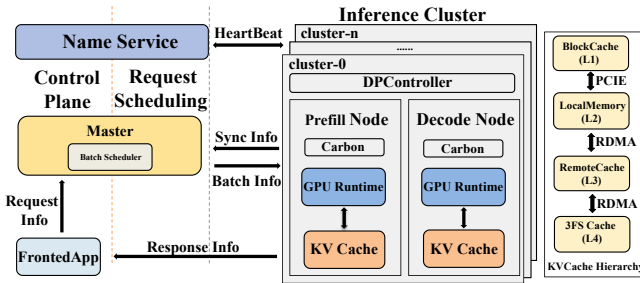 Inference Cluster
Name Service
HeartBeat
cluster-n
......
cluster-0
DPController
Control
Plane
Request
Scheduling
Master
Batch Scheduler
Sync Info
Batch Info
Request
Info
FrontedApp
Response Info
Prefill Node
Carbon
GPU Runtime
KV Cache
Decode Node
Carbon
GPU Runtime
KV Cache
BlockCache
(L1)
PCIE
LocalMemory
(L2)
RDMA
RemoteCache
(L3)
RDMA
3FS Cache
(L4)
KVCache Hierarchy